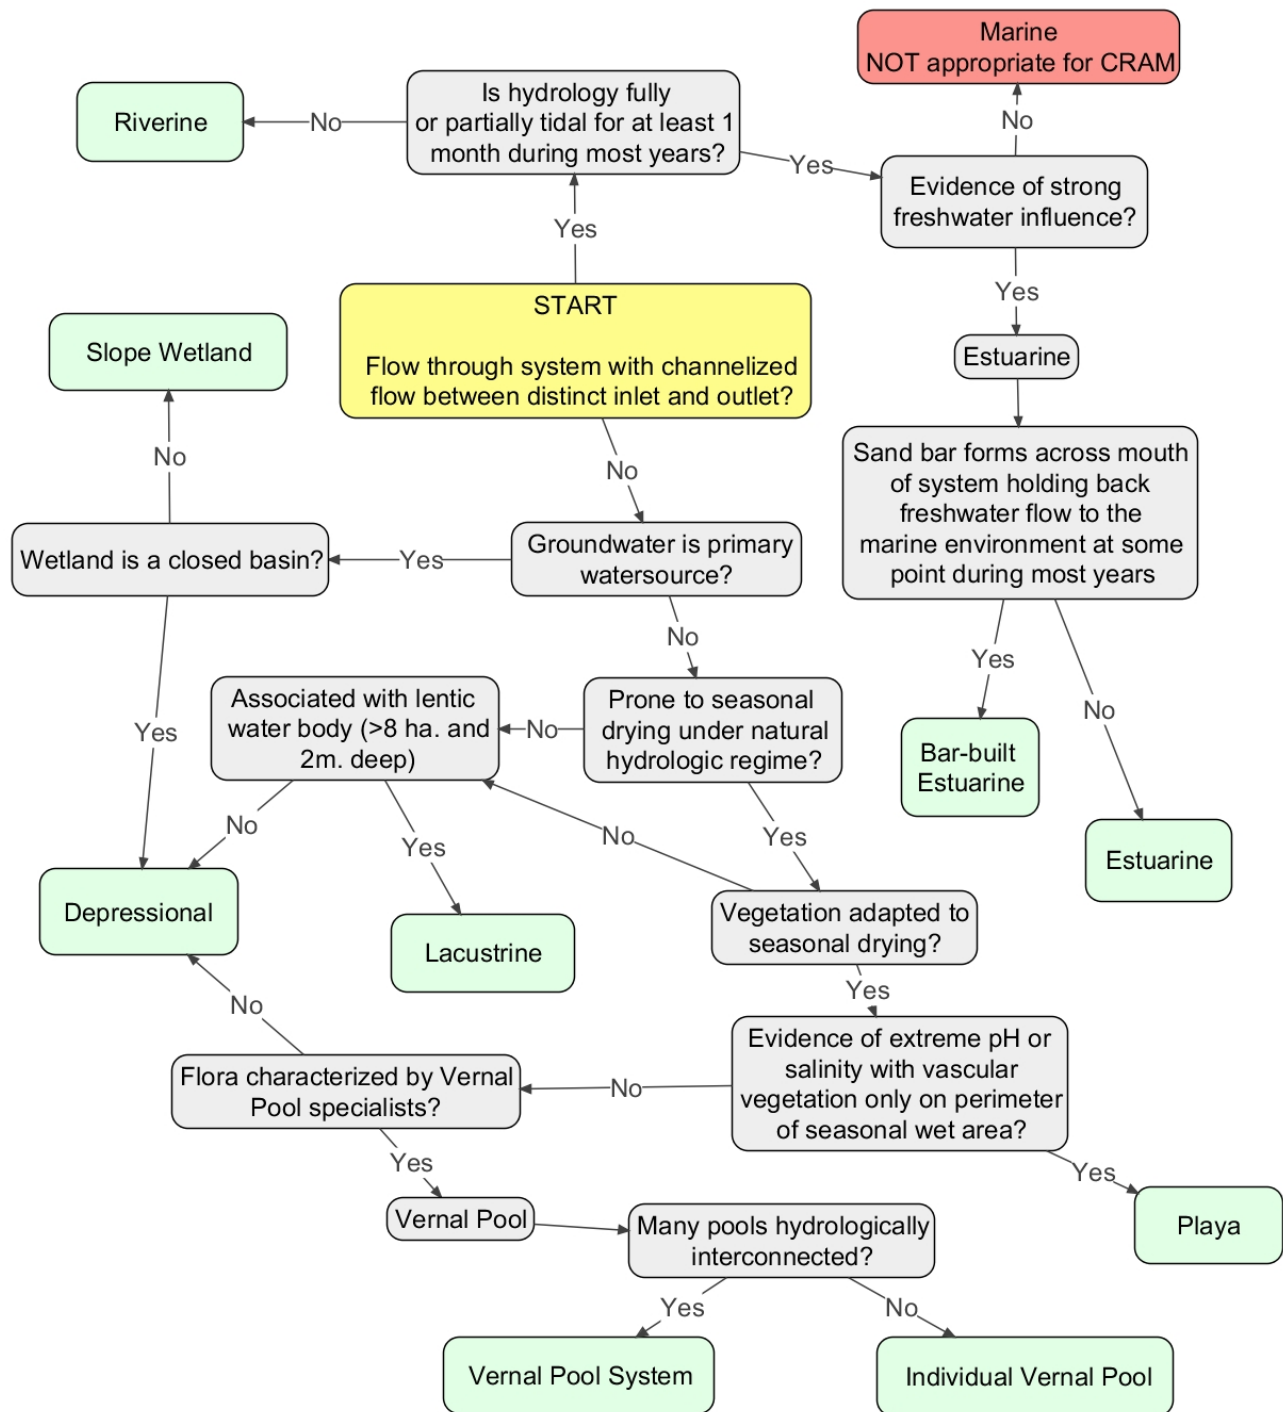 Marine
NOT appropriate for CRAM
Is hydrology fully
or partially tidal for at least 1
month during most years?
Riverine
No
No
Yes
Evidence of strong
freshwater influence?
Yes
Yes
START
Flow through system with channelized
flow between distinct inlet and outlet?
Slope Wetland
Estuarine
No
No
Sand bar forms across mouth
of system holding back
freshwater flow to the
marine environment at some
point during most years
Wetland is a closed basin?
Yes
Groundwater is primary
watersource?
No
Yes
Yes
No
Associated with lentic
water body (>8 ha. and
2m. deep)
No
Prone to seasonal
drying under natural
hydrologic regime?
Bar-built
Estuarine
No
Yes
No
Yes
Estuarine
Depressional
Lacustrine
Vegetation adapted to
seasonal drying?
Yes
No
Evidence of extreme pH or
salinity with vascular
vegetation only on perimeter
of seasonal wet area?
Flora characterized by Vernal
Pool specialists?
No
Yes
Yes
Vernal Pool
Many pools hydrologically
interconnected?
Playa
Yes
No
Vernal Pool System
Individual Vernal Pool